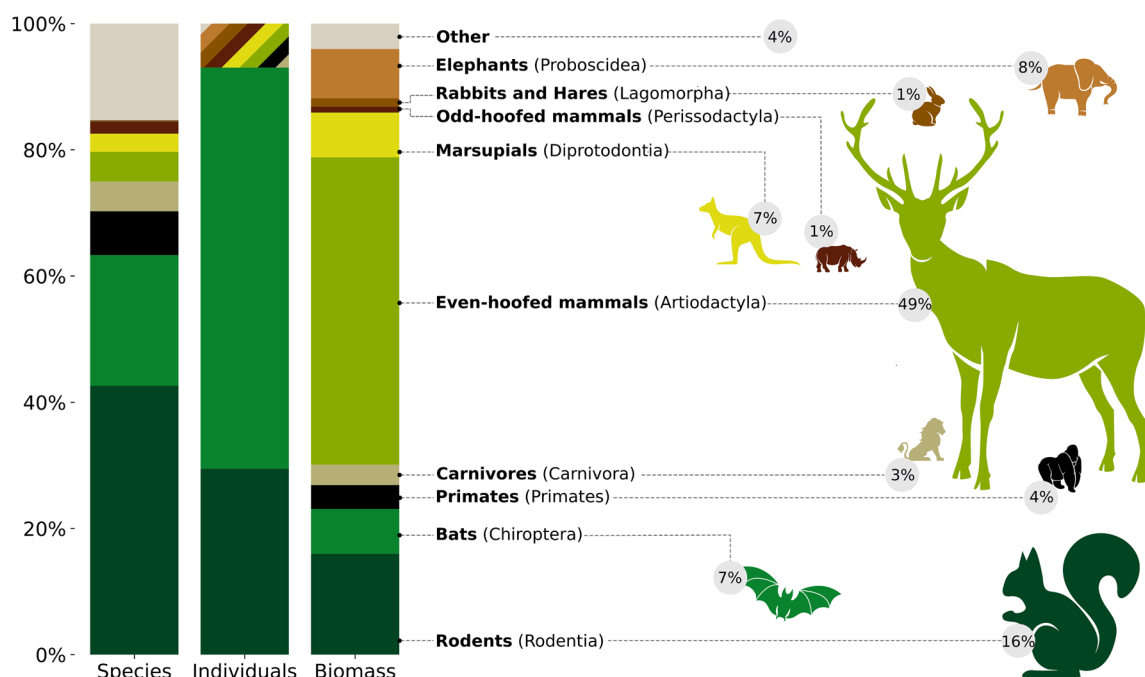 100%
Other 4%
Elephants (Proboscidea) 8%
Rabbits and Hares (Lagomorpha) 1%
Odd-hoofed mammals (Perissodactyla)
80%
Marsupials (Diprotodontia)
7%
1%
60%
Even-hoofed mammals (Artiodactyla) 49%
40%
Carnivores (Carnivora) 3%
Primates (Primates) 4%
20%
Bats (Chiroptera)
7%
Rodents (Rodentia) 16%
0%
Species Individuals Biomass